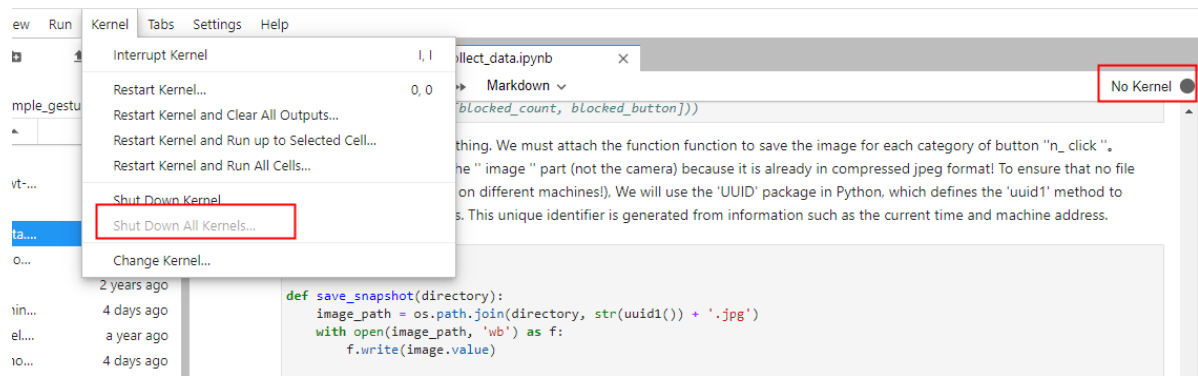 ew Run Kernel Tabs Settings Help
Interrupt Kernel I, I
Restart Kernel... 0, 0
Restart Kernel and Clear All Outputs...
Restart Kernel and Run up to Selected Cell...
Restart Kernel and Run All Cells...
Shut Down Kernel
Shut Down All Kernels...
Change Kernel...
ollect_data.ipynb
Markdown
No Kernel
mple_gestu
vt-...
ta....
o...
2 years ago
nin... 4 days ago
el.... a year ago
no... 4 days ago
blocked_count, blocked_button]))
thing. We must attach the function function to save the image for each category of button "n_ click "。
he " image " part (not the camera) because it is already in compressed jpeg format! To ensure that no file
on different machines!), We will use the 'UUID' package in Python, which defines the 'uuid1' method to
s. This unique identifier is generated from information such as the current time and machine address.
def save_snapshot(directory):
image_path = os.path.join(directory, str(uuid1()) + '.jpg')
with open(image_path, 'wb') as f:
f.write(image.value)